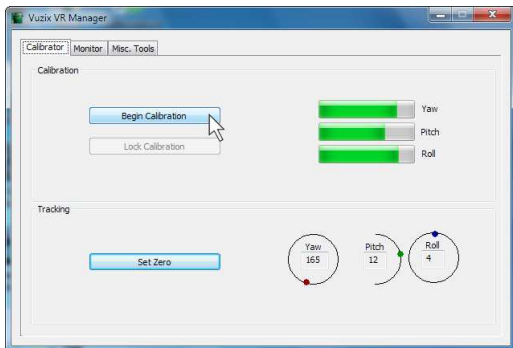 Vuzix VR Manager
Calibrator Monitor Misc. Tools
Calibration
Begin Calibration
Lock Calibration
Yaw
Pitch
Roll
Tracking
Set Zero
Yaw
165
Pitch
12
Roll
4